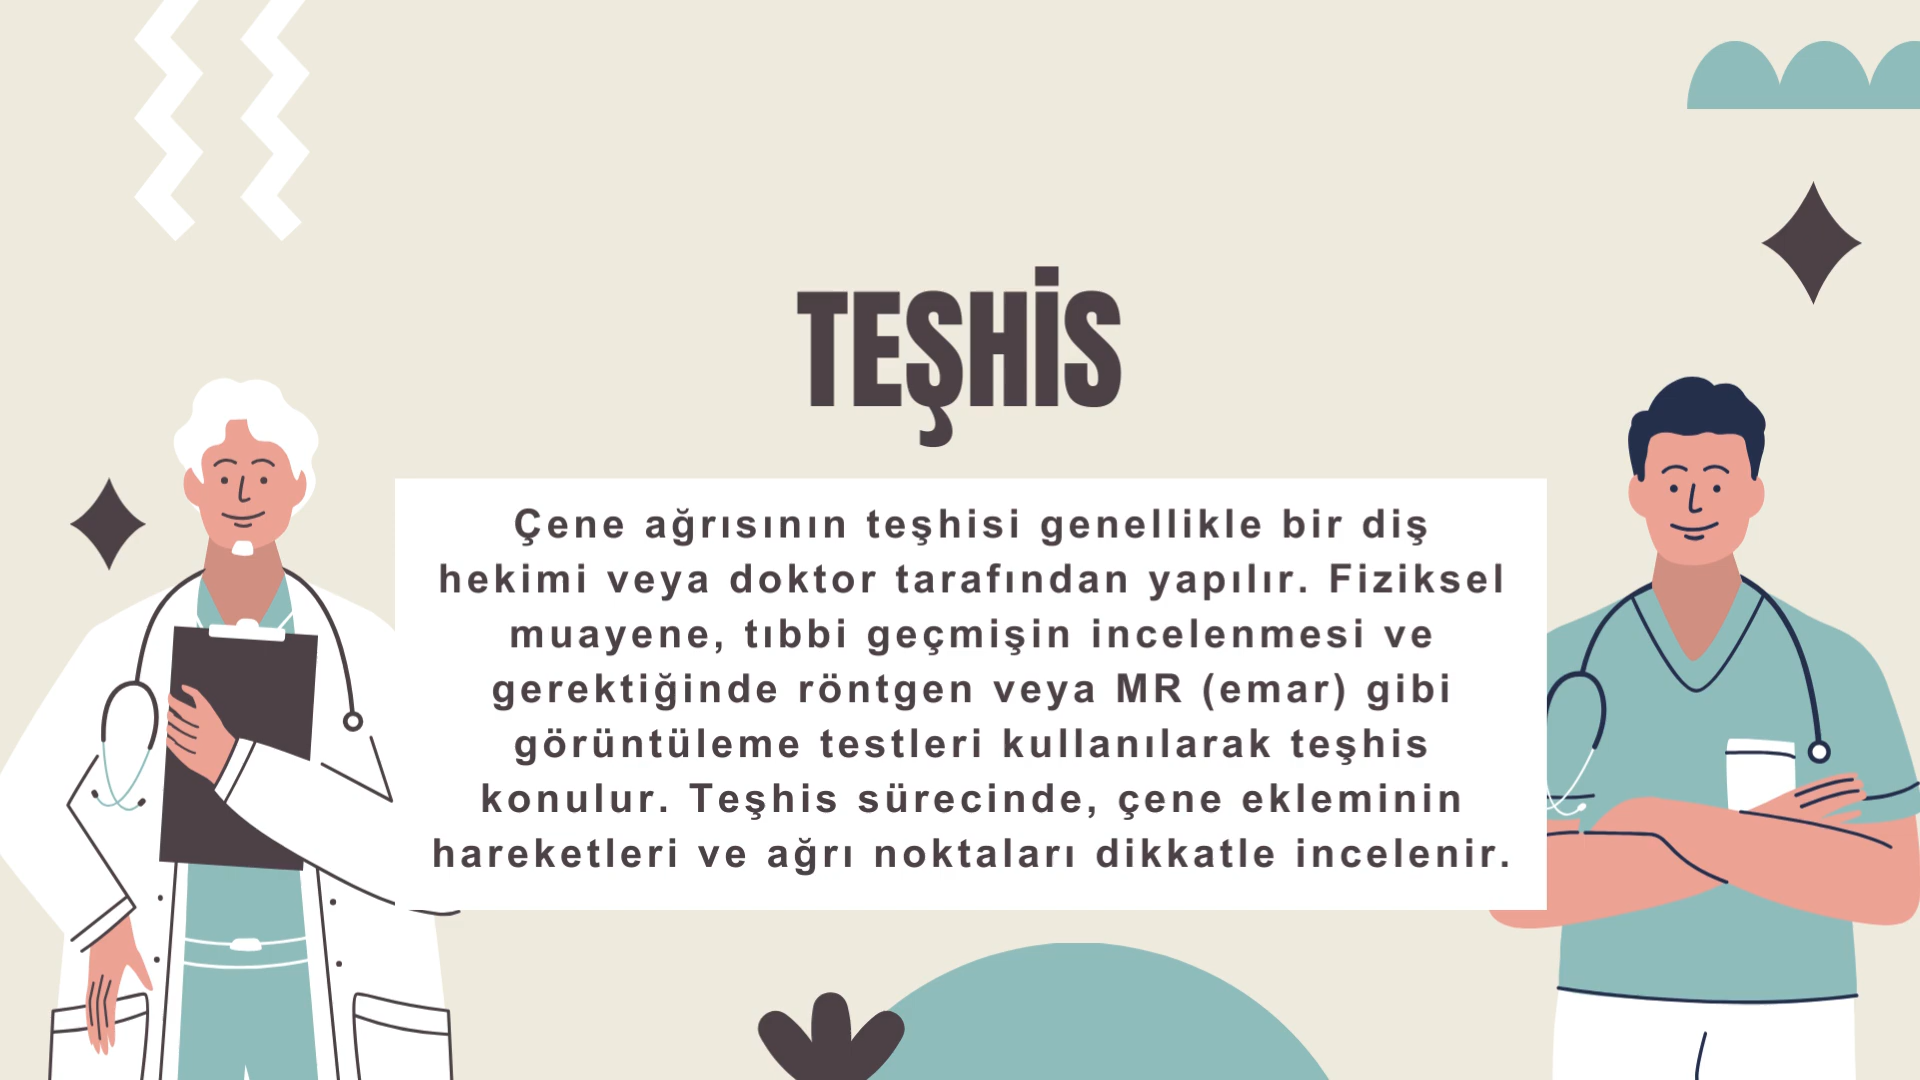 TEŞHİS
Çene ağrısının teşhisi genellikle bir diş
hekimi veya doktor tarafından yapılır. Fiziksel
muayene, tıbbi geçmişin incelenmesi ve
gerektiğinde röntgen veya MR (emar) gibi
görüntüleme testleri kullanılarak teşhis
konulur. Teşhis sürecinde, çene ekleminin
hareketleri ve ağrı noktaları dikkatle incelenir.